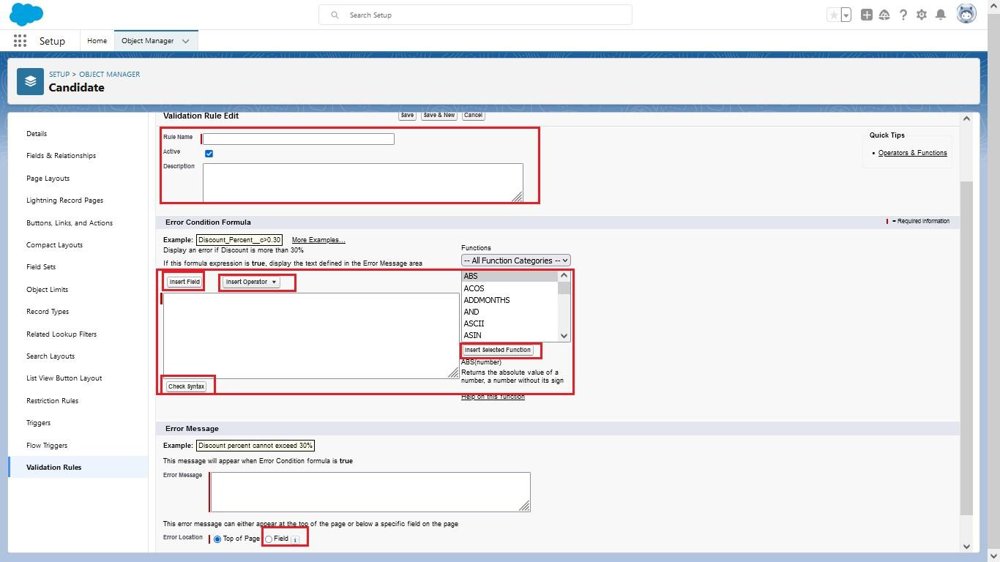 Search Setup
Setup
Home
Object Manager
SETUP > OBJECT MANAGER
Candidate
Details
Fields & Relationships
Page Layouts
Lightning Record Pages
Buttons, Links, and Actions
Compact Layouts
Field Sets
Object Limits
Record Types
Related Lookup Filters
Search Layouts
List View Button Layout
Restriction Rules
Triggers
Flow Triggers
Validation Rules
Validation Rule Edit
Save
Save & New
Cancel
Rule Name
Active
Description
Quick Tips
• Operators & Functions
Error Condition Formula
= Required Information
Example: Discount_Percent__c>0.30 More Examples...
Display an error if Discount is more than 30%
If this formula expression is true, display the text defined in the Error Message area
Insert Field
Insert Operator
Functions
-- All Function Categories --
ABS
ACOS
ADDMONTHS
AND
ASCII
ASIN
Insert Selected Function
ABS(number)
Returns the absolute value of a
number, a number without its sign
Help on this function
Check Syntax
Error Message
Example: Discount percent cannot exceed 30%
This message will appear when Error Condition formula is true
Error Message
This error message can either appear at the top of the page or below a specific field on the page
Error Location Top of Page Field i